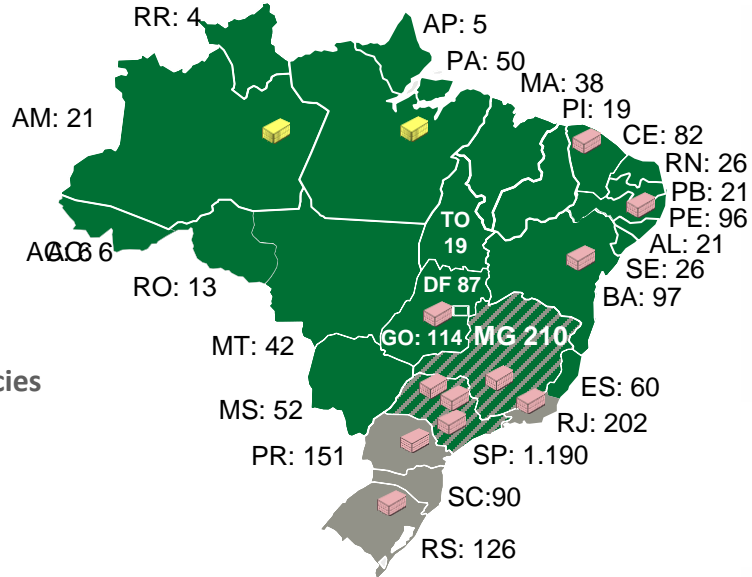 RR: 4
AP: 5
PA: 50
MA: 38
PI: 19
AM: 21
CE: 82
RN: 26
PB: 21
TO
19
PE: 96
AL: 21
AC: 6
SE: 26
DF 87
RO: 13
BA: 97
GO: 114
MG 210
MT: 42
cies
ES: 60
MS: 52
RJ: 202
PR: 151
SP: 1.190
SC:90
RS: 126